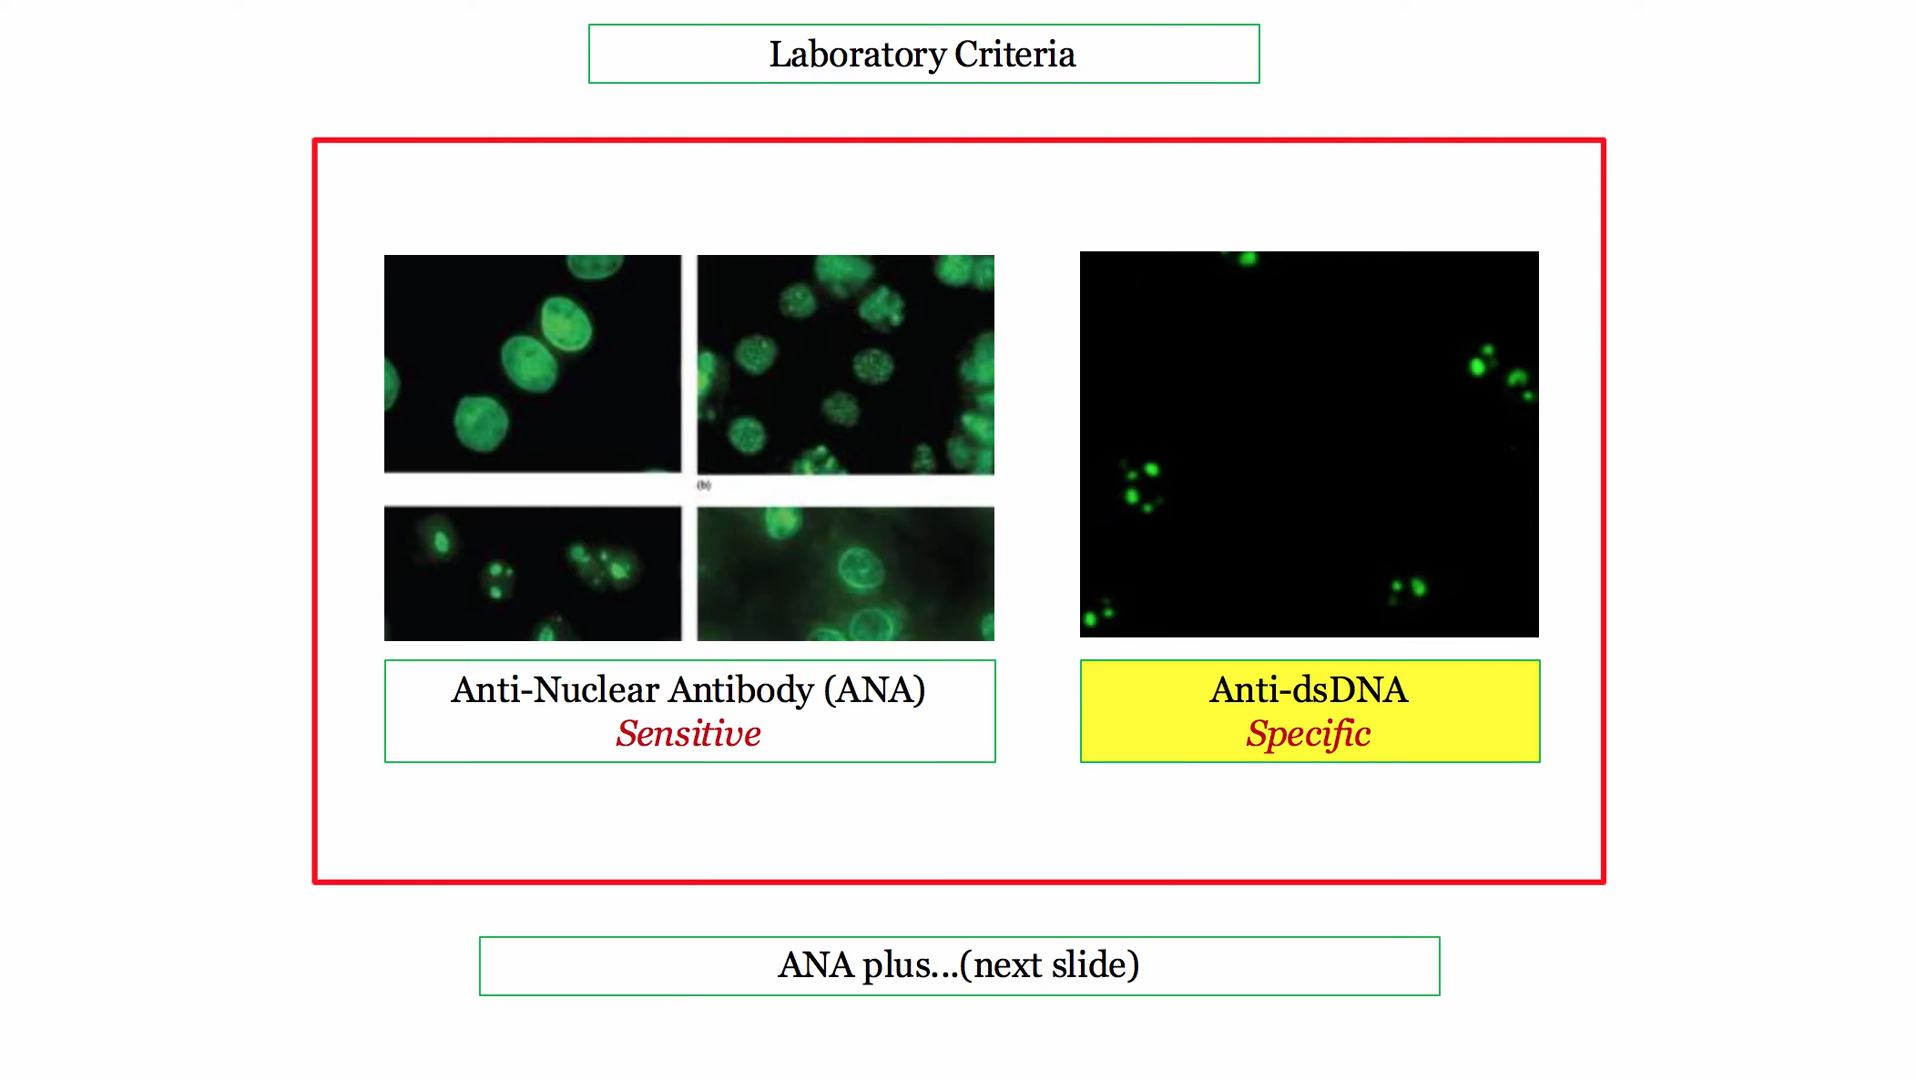 Laboratory Criteria
(b)
Anti-Nuclear Antibody (ANA)
Sensitive
Anti-dsDNA
Specific
ANA plus...(next slide)